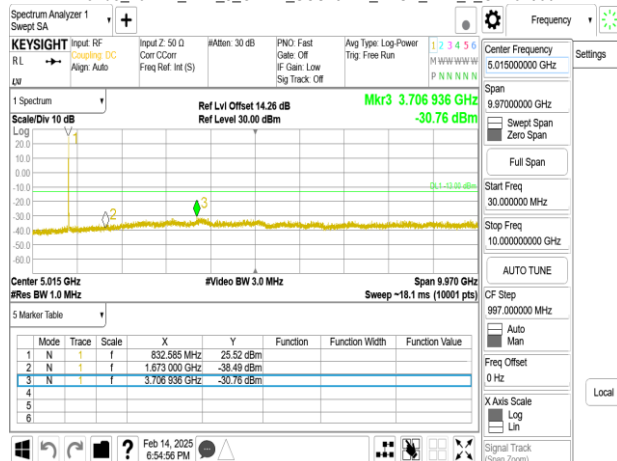 Spectrum Analyzer 1
Swept SA
+
Frequency
KEYSIGHT
RL
LXI
Input: RF
Coupling: DC
Align: Auto
Input Z: 50 Ω
Corr CCorr
Freq Ref: Int (S)
#Atten: 30 dB
PNO: Fast
Gate: Off
IF Gain: Low
Sig Track: Off
Avg Type: Log-Power
Trig: Free Run
1 2 3 4 5 6
M W W W W W
P N N N N N
Center Frequency
5.015000000 GHz
Settings
1 Spectrum
Scale/Div 10 dB
Ref Lvl Offset 14.26 dB
Ref Level 30.00 dBm
Mkr3 3.706 936 GHz
-30.76 dBm
Span
9.97000000 GHz
Swept Span
Zero Span
Full Span
Start Freq
30.000000 MHz
Stop Freq
10.000000000 GHz
AUTO TUNE
CF Step
997.000000 MHz
Auto
Man
Freq Offset
0 Hz
X Axis Scale
Log
Lin
Signal Track
(Span Zoom)
Local
Log
20.0
10.0
0.00
-10.0
-20.0
-30.0
-40.0
-50.0
-60.0
1
2
3
DL1 -13.00 dBm
Center 5.015 GHz
#Res BW 1.0 MHz
#Video BW 3.0 MHz
Span 9.970 GHz
Sweep ~18.1 ms (10001 pts)
5 Marker Table
Mode Trace Scale X Y Function Function Width Function Value
1 N 1 f 832.585 MHz 25.52 dBm
2 N 1 f 1.673 000 GHz -38.49 dBm
3 N 1 f 3.706 936 GHz -30.76 dBm
4
5
6
?
Feb 14, 2025
6:54:56 PM